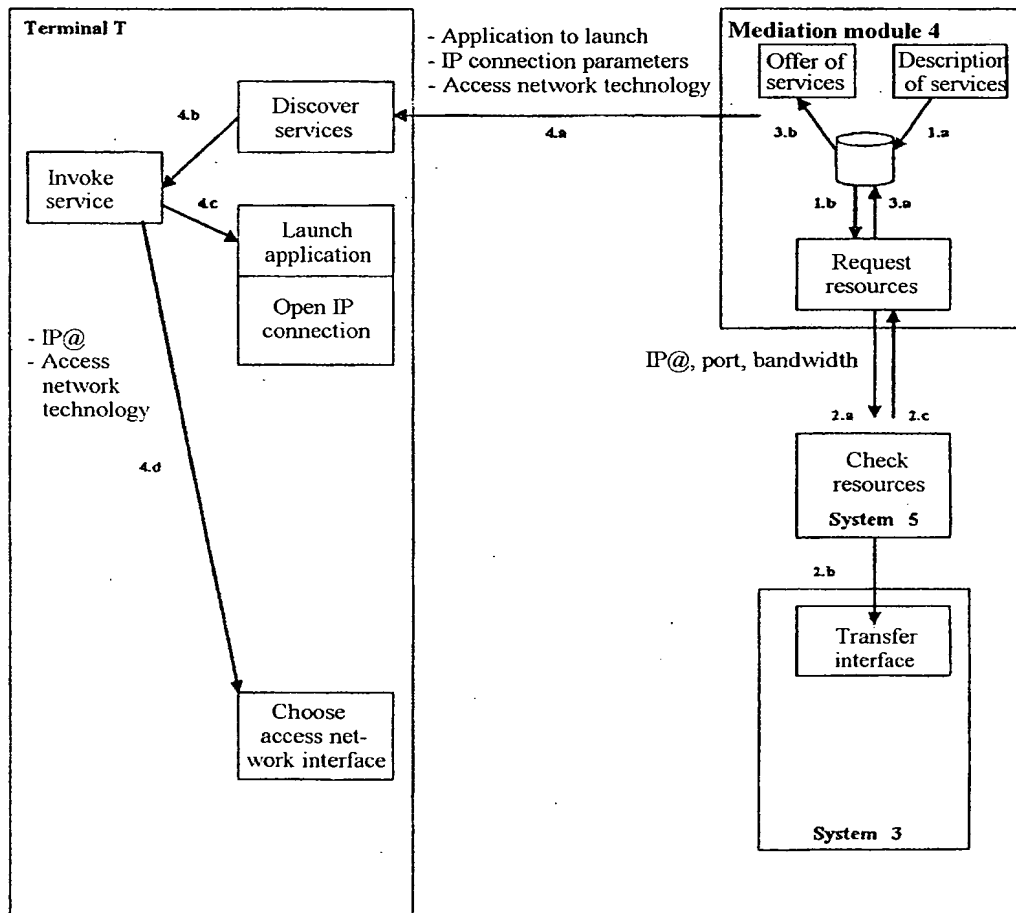 Terminal T
Discover
services
4.b
Invoke
service
4.c
Launch
application
Open IP
connection
- IP@
- Access
network
technology
4.d
Choose
access net-
work interface
- Application to launch
- IP connection parameters
- Access network technology
4.a
Mediation module 4
Offer of
services
Description
of services
3.b
1.a
1.b
3.a
Request
resources
IP@, port, bandwidth
2.a
2.c
Check
resources
System 5
2.b
Transfer
interface
System 3